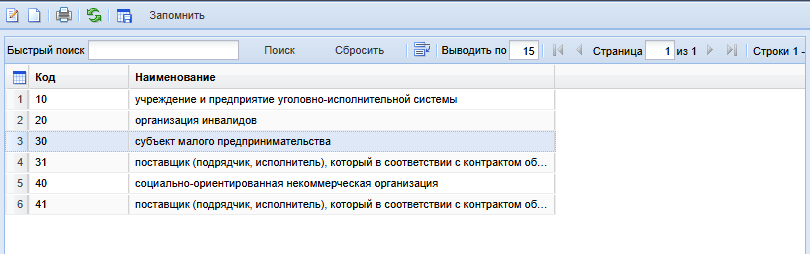 Запомнить
Быстрый поиск Поиск Сбросить Выводить по 15 Страница 1 из 1 Строки 1 -
Код Наименование
1 10 учреждение и предприятие уголовно-исполнительной системы
2 20 организация инвалидов
3 30 субъект малого предпринимательства
4 31 поставщик (подрядчик, исполнитель), который в соответствии с контрактом об...
5 40 социально-ориентированная некоммерческая организация
6 41 поставщик (подрядчик, исполнитель), который в соответствии с контрактом об...